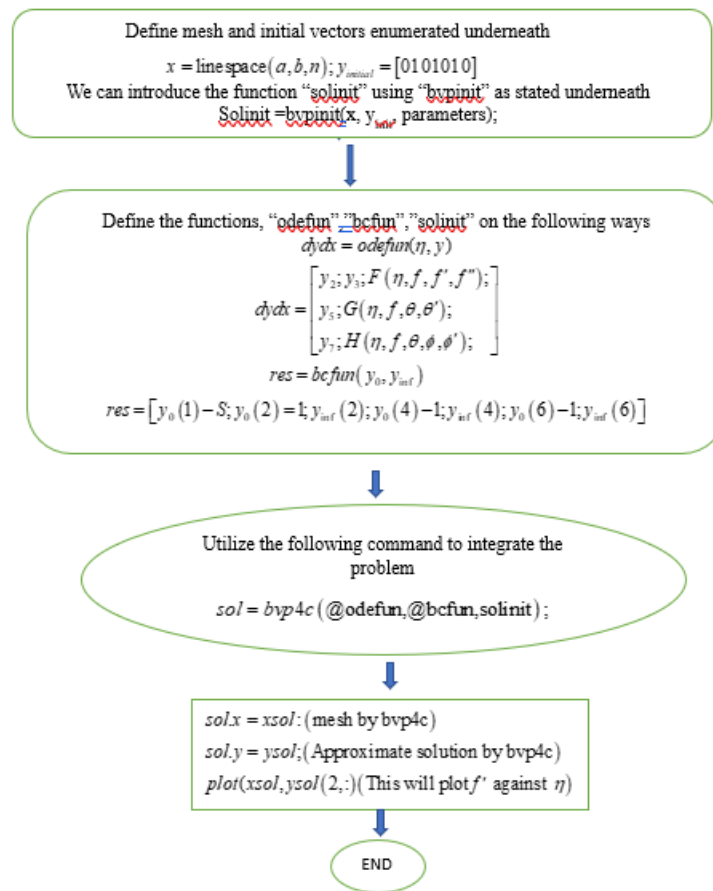 Define mesh and initial vectors enumerated underneath
x = linespace(a,b,n); y_initial = [0101010]
We can introduce the function “solinit” using “bvpinit” as stated underneath
Solinit =bvpinit(x, y, parameters);
Define the functions, “odefun”,”bcfun”,”solinit” on the following ways
dydx = odefun(η, y)
y₂; y₃; F(η, f, f', f'');
dydx = y₅; G(η, f, θ, θ');
y₇; H(η, f, θ, ϕ, ϕ');
res = bcfun(y₀, y_inf)
res = [y₀(1)−S; y₀(2)=1; y_inf(2); y₀(4)−1; y_inf(4); y₀(6)−1; y_inf(6)]
Utilize the following command to integrate the
problem
sol = bvp4c(@odefun,@bcfun,solinit);
sol.x = xsol:(mesh by bvp4c)
sol.y = ysol;(Approximate solution by bvp4c)
plot(xsol,ysol(2,:)(This will plot f' against η)
END